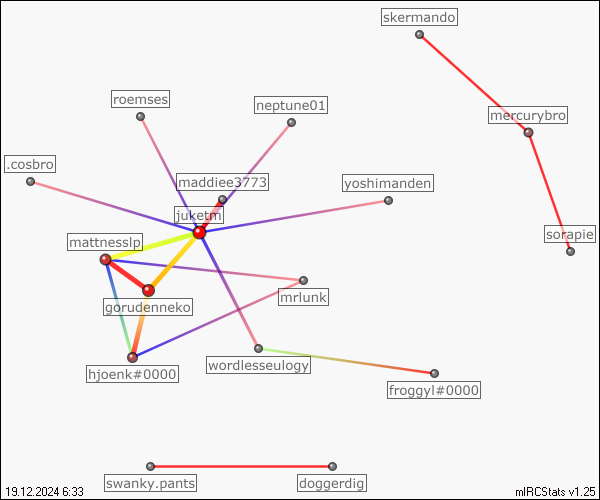 skermando
roemses
neptune01
mercurybro
.cosbro
maddiee3773
yoshimanden
juketm
mattnesslp
sorapie
gorudenneko
mrlunk
hjoenk#0000
wordlesseulogy
froggyl#0000
swanky.pants
doggerdig
19.12.2024 6:33
mIRCStats v1.25